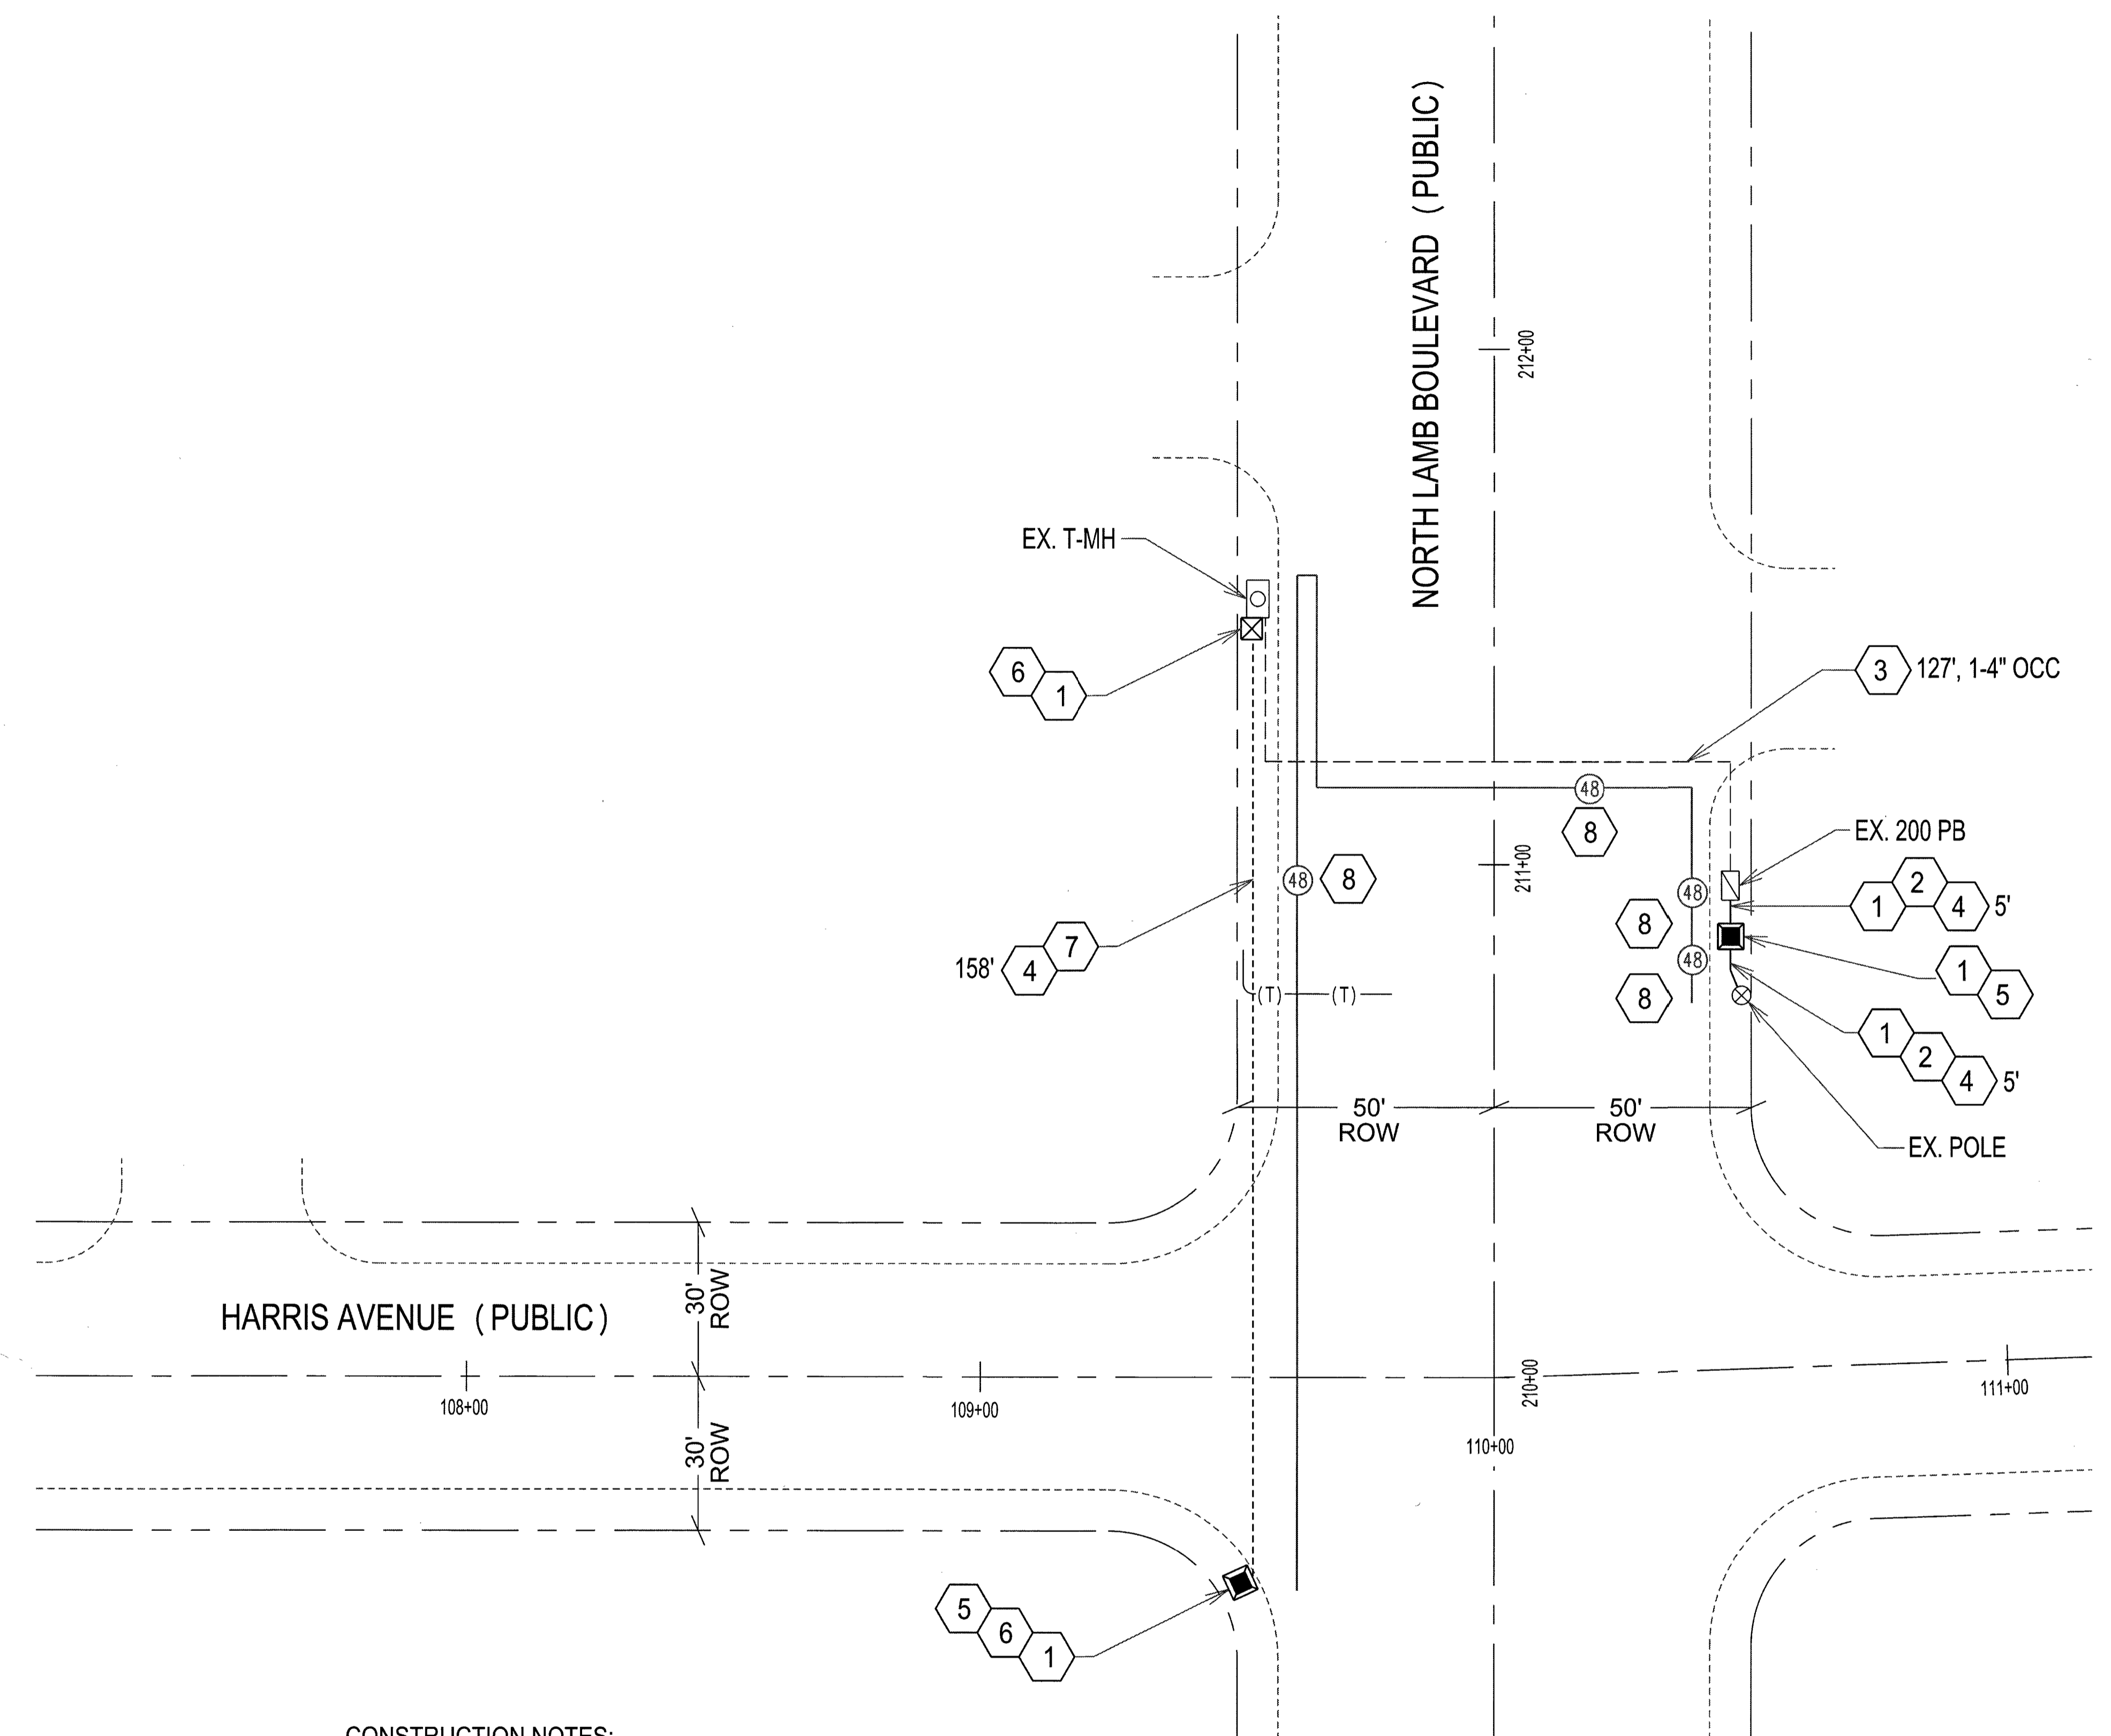 NORTH LAMB BOULEVARD (PUBLIC)
212+00
EX. T-MH
6
1
3
127', 1-4" OCC
48
8
EX. 200 PB
211+00
48
8
48
1
2
4
5'
8
1
5
7
4
158'
48
(T)
(T)
8
1
2
4
5'
50'
ROW
50'
ROW
EX. POLE
30'
ROW
HARRIS AVENUE (PUBLIC)
108+00
109+00
210+00
111+00
30'
ROW
110+00
5
6
1
CONSTRUCTION NOTES: